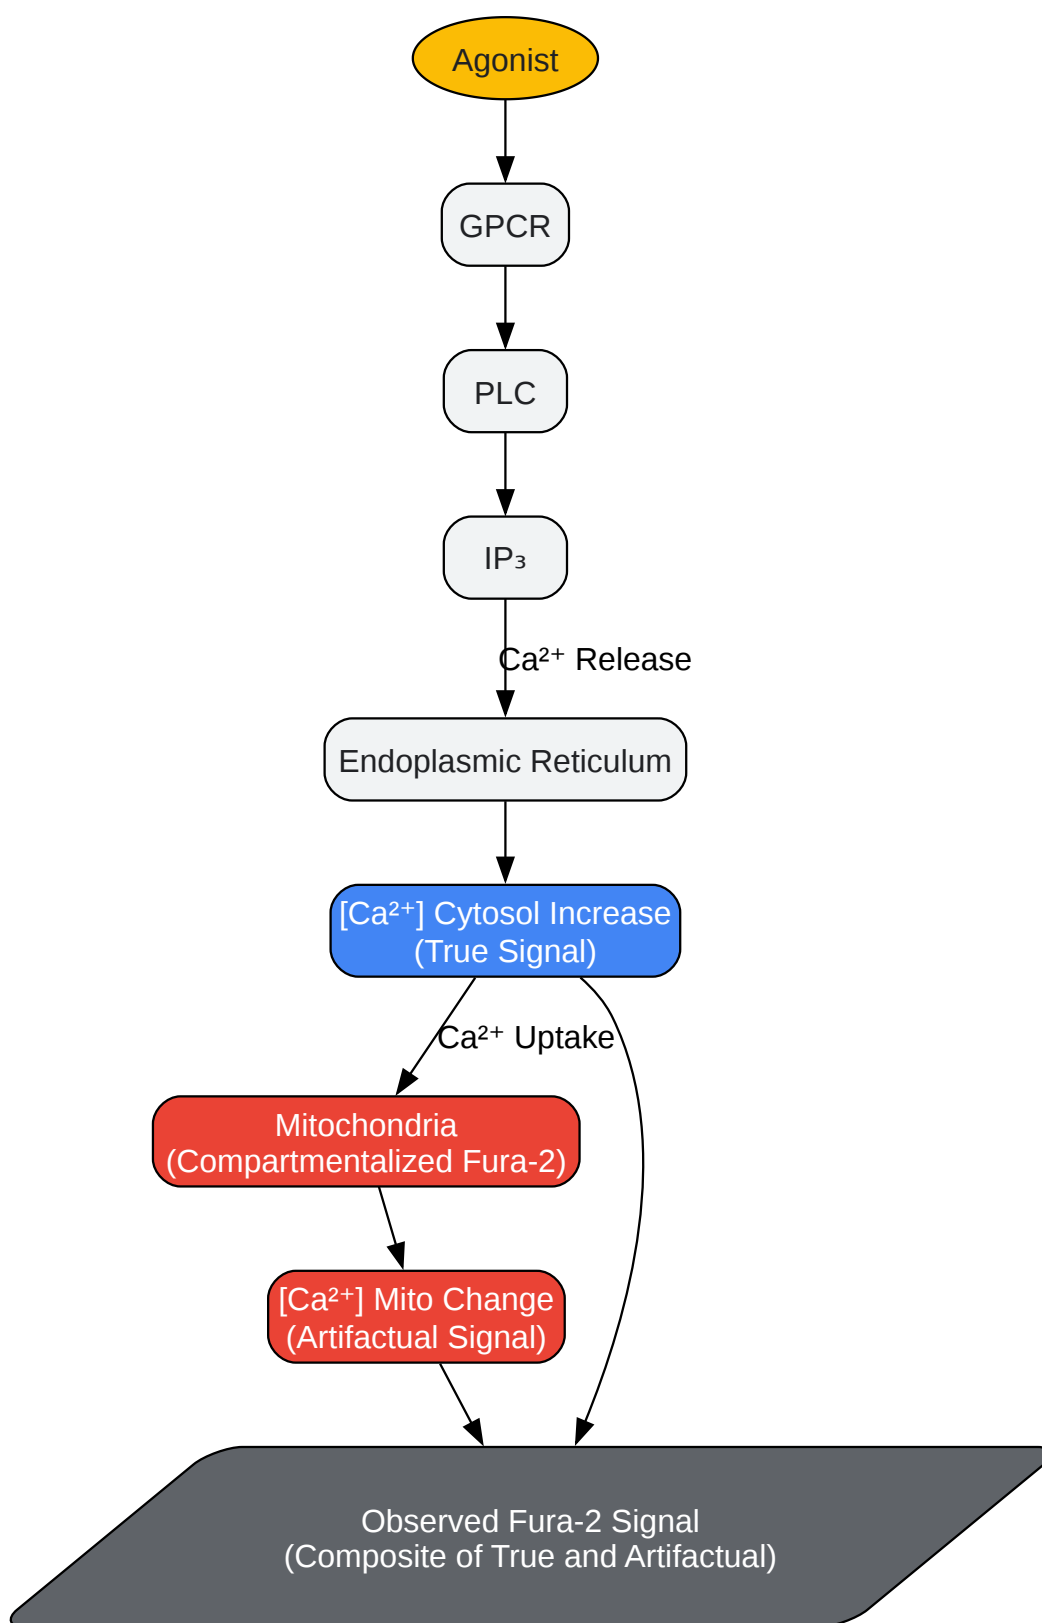 Agonist
GPCR
PLC
IP₃
Ca²⁺ Release
Endoplasmic Reticulum
[Ca²⁺] Cytosol Increase
(True Signal)
Ca²⁺ Uptake
Mitochondria
(Compartmentalized Fura-2)
[Ca²⁺] Mito Change
(Artifactual Signal)
Observed Fura-2 Signal
(Composite of True and Artifactual)